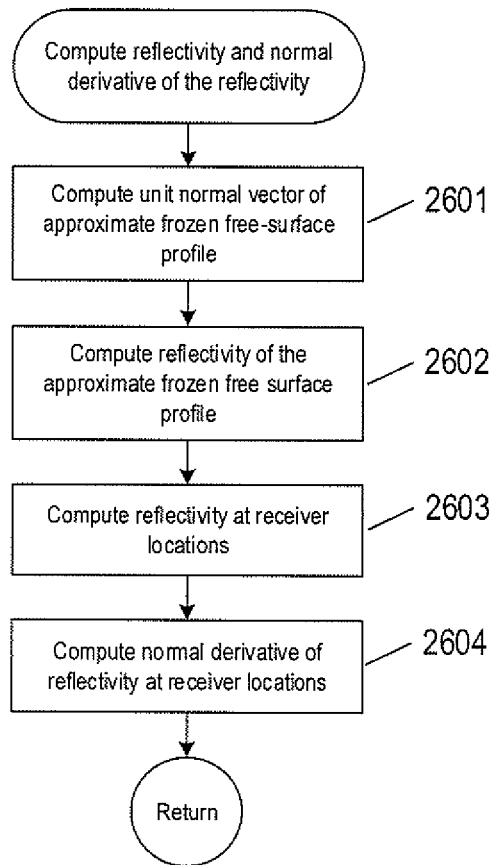 Compute reflectivity and normal
derivative of the reflectivity
Compute unit normal vector of
approximate frozen free-surface
profile
2601
Compute reflectivity of the
approximate frozen free surface
profile
2602
Compute reflectivity at receiver
locations
2603
Compute normal derivative of
reflectivity at receiver locations
2604
Return